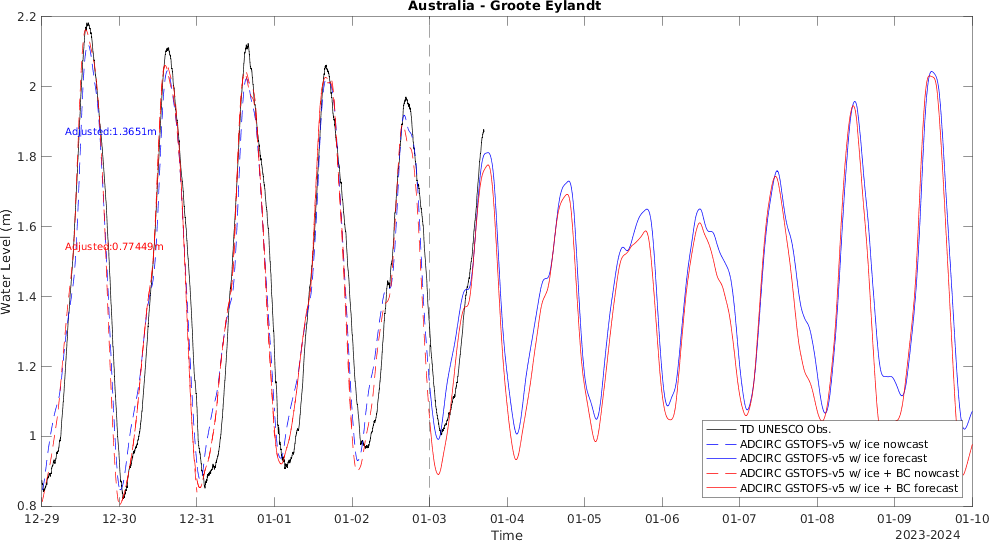 Australia - Groote Eylandt
2.2
2
1.8
1.6
1.4
1.2
1
0.8
Water Level (m)
Adjusted:1.3651m
Adjusted:0.77449m
TD UNESCO Obs.
ADCIRC GSTOFS-v5 w/ ice nowcast
ADCIRC GSTOFS-v5 w/ ice forecast
ADCIRC GSTOFS-v5 w/ ice + BC nowcast
ADCIRC GSTOFS-v5 w/ ice + BC forecast
12-29 12-30 12-31 01-01 01-02 01-03 01-04 01-05 01-06 01-07 01-08 01-09 01-10
Time
2023-2024